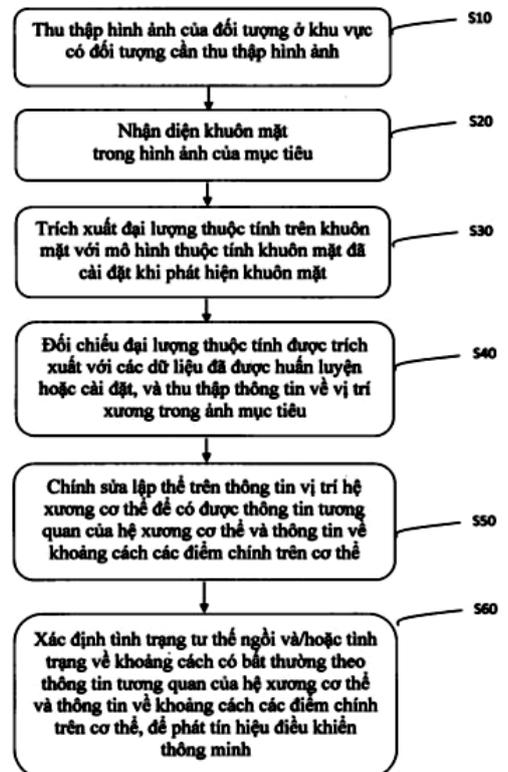 Thu thập hình ảnh của đối tượng ở khu vực
có đối tượng cần thu thập hình ảnh
S10
Nhận diện khuôn mặt
trong hình ảnh của mục tiêu
S20
Trích xuất đại lượng thuộc tính trên khuôn
mặt với mô hình thuộc tính khuôn mặt đã
cài đặt khi phát hiện khuôn mặt
S30
Đối chiếu đại lượng thuộc tính được trích
xuất với các dữ liệu đã được huấn luyện
hoặc cài đặt, và thu thập thông tin về vị trí
xương trong ảnh mục tiêu
S40
Chính sửa lập thể trên thông tin vị trí hệ
xương cơ thể để có được thông tin tương
quan của hệ xương cơ thể và thông tin về
khoảng cách các điểm chính trên cơ thể
S50
Xác định tình trạng tư thế ngồi và/hoặc tình
trạng về khoảng cách có bất thường theo
thông tin tương quan của hệ xương cơ thể
và thông tin về khoảng cách các điểm chính
trên cơ thể, để phát tín hiệu điều khiển
thông minh
S60